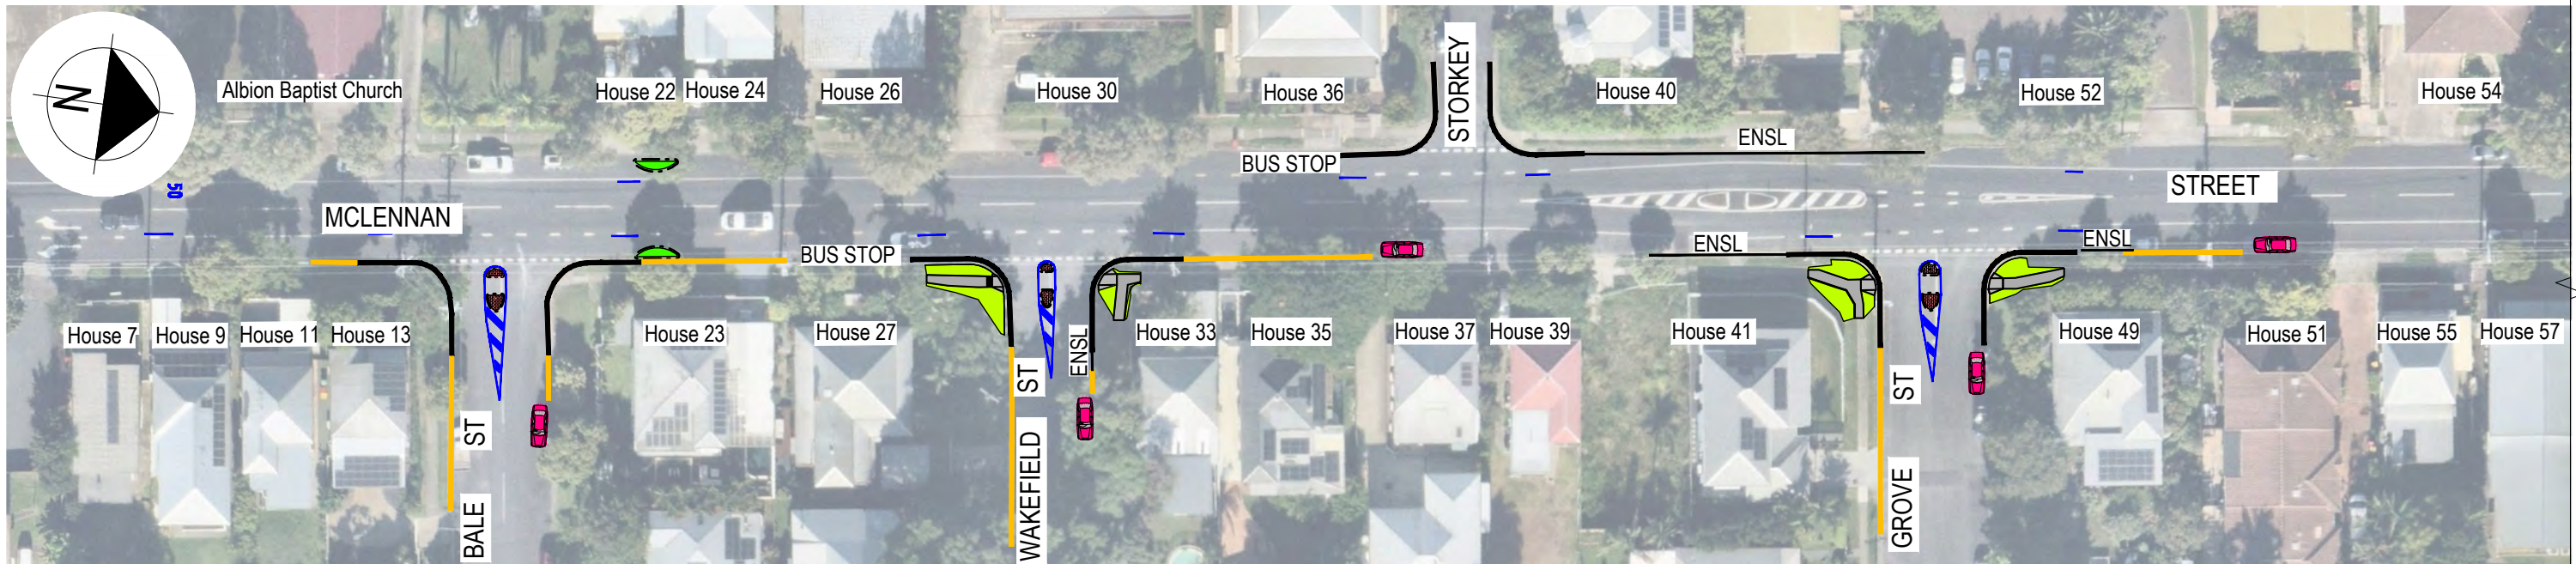 N
STORKEY
Albion Baptist Church
House 22
House 24
House 26
House 30
House 36
House 40
House 52
House 54
ENSL
BUS STOP
50
MCLENNAN
STREET
BUS STOP
ENSL
ENSL
House 7
House 9
House 11
House 13
House 23
House 27
ENSL
House 33
House 35
House 37
House 39
House 41
House 49
House 51
House 55
House 57
BALE
ST
WAKEFIELD
ST
GROVE
ST